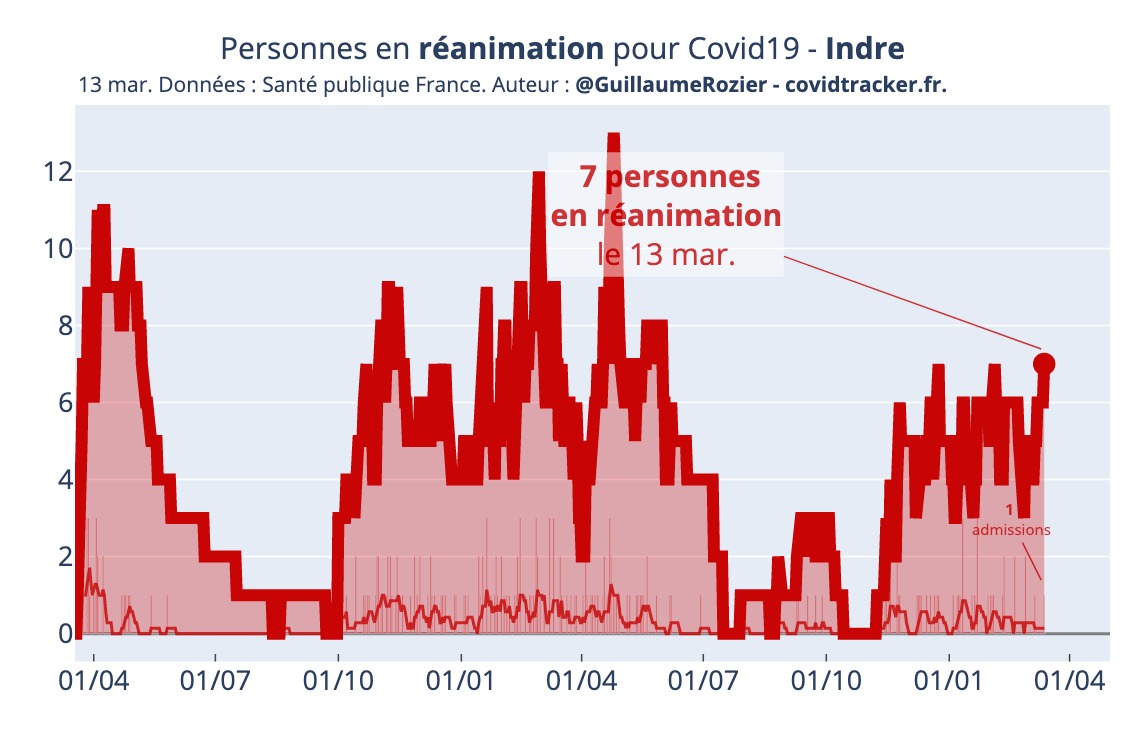 Personnes en réanimation pour Covid19 - Indre
13 mar. Données : Santé publique France. Auteur : @GuillaumeRozier - covidtracker.fr.
12
10
8
6
4
2
0
7 personnes
en réanimation
le 13 mar.
1
admissions
01/04 01/07 01/10 01/01 01/04 01/07 01/10 01/01 01/04